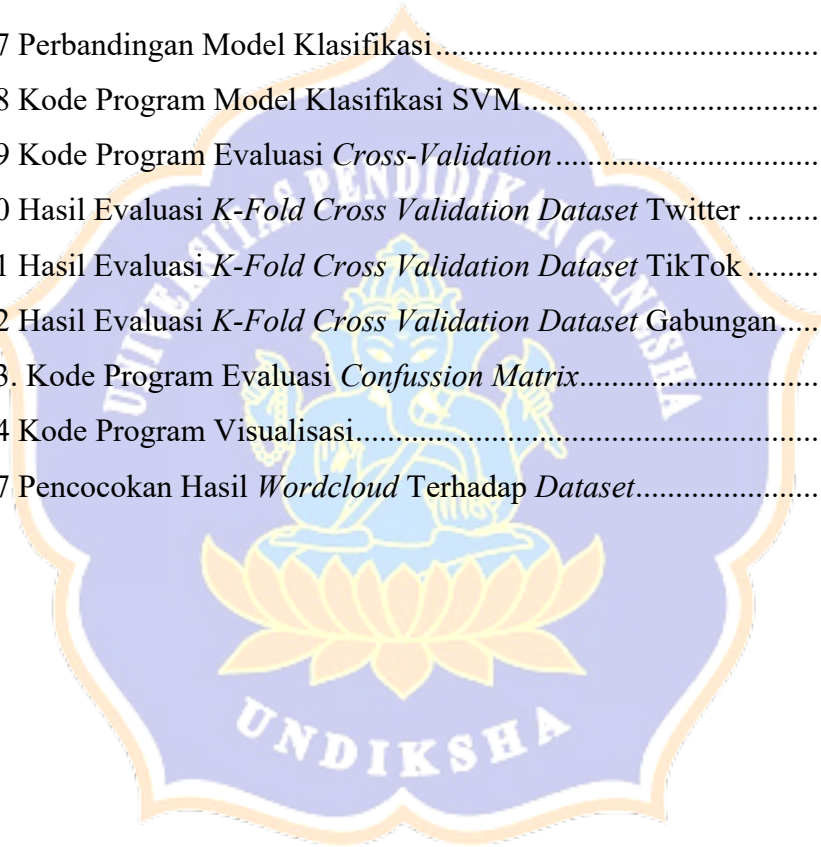 7 Perbandingan Model Klasifikasi................................................
8 Kode Program Model Klasifikasi SVM.....................................
9 Kode Program Evaluasi Cross-Validation.................................
0 Hasil Evaluasi K-Fold Cross Validation Dataset Twitter .........
1 Hasil Evaluasi K-Fold Cross Validation Dataset TikTok .........
2 Hasil Evaluasi K-Fold Cross Validation Dataset Gabungan.....
3. Kode Program Evaluasi Confussion Matrix..............................
4 Kode Program Visualisasi..........................................................
7 Pencocokan Hasil Wordcloud Terhadap Dataset.......................
UNIVERSITAS PENDIDIKAN GANESHA
UNDIKSHA